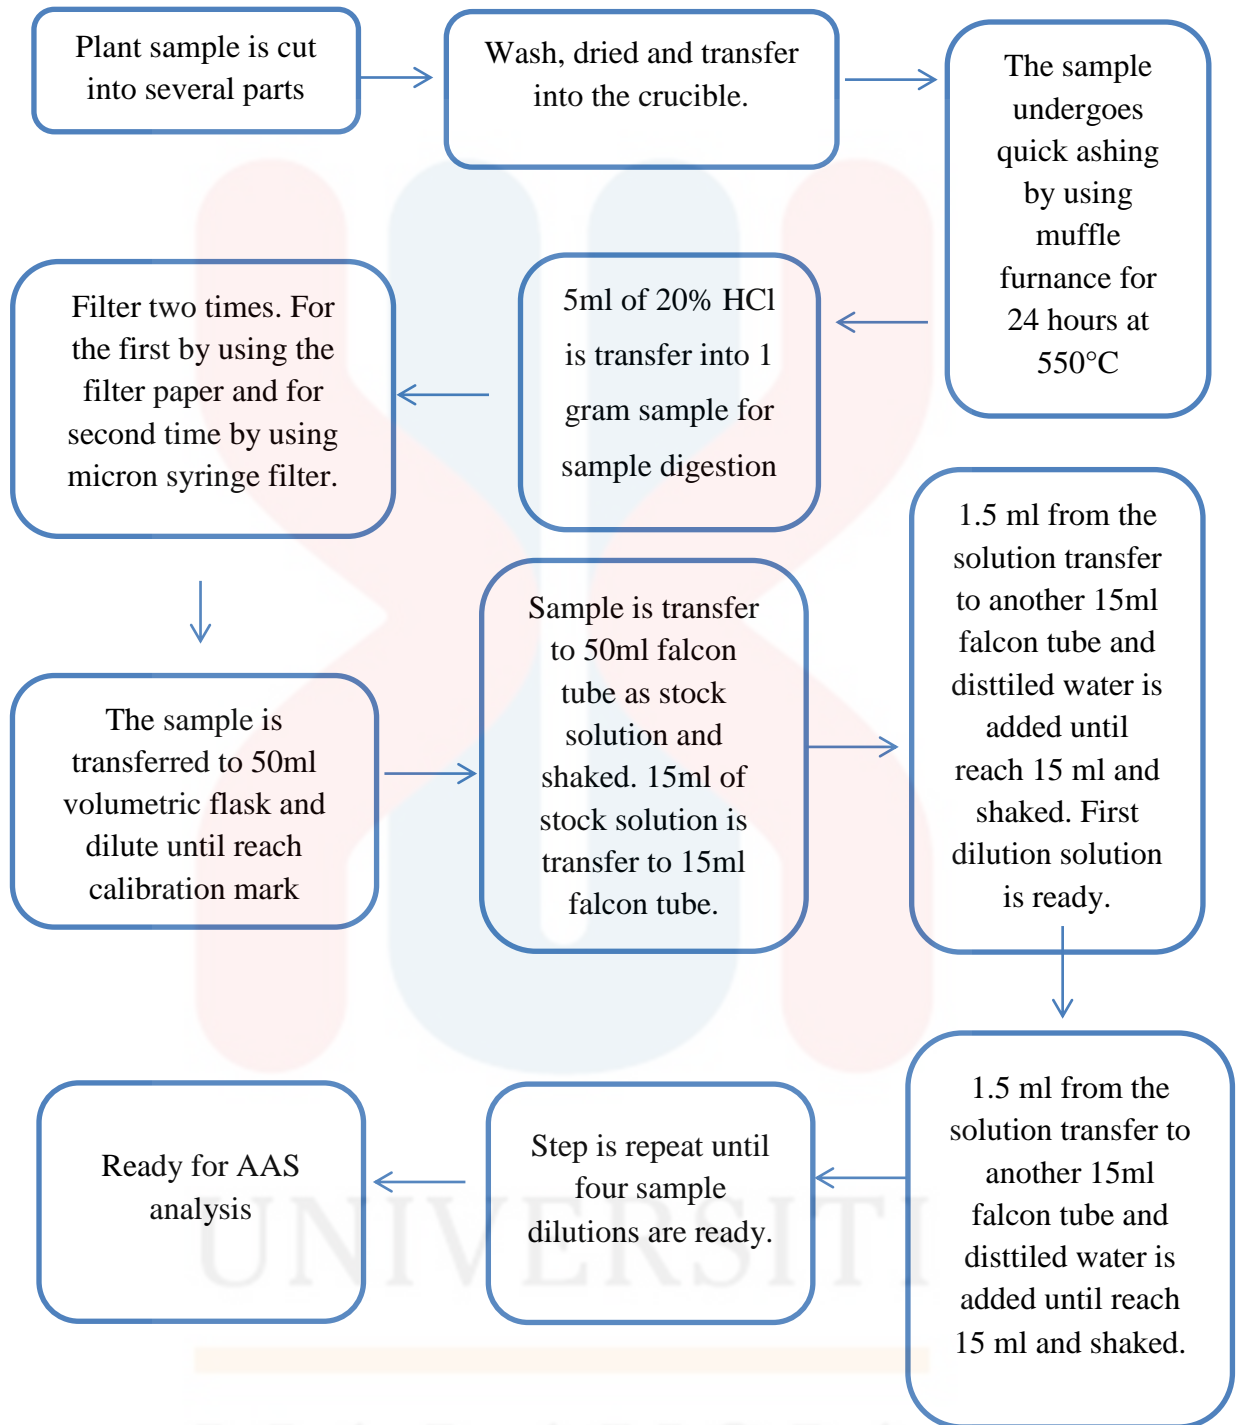 Plant sample is cut
into several parts
Wash, dried and transfer
into the crucible.
The sample
undergoes
quick ashing
by using
muffle
furnance for
24 hours at
550°C
5ml of 20% HCl
is transfer into 1
gram sample for
sample digestion
Filter two times. For
the first by using the
filter paper and for
second time by using
micron syringe filter.
The sample is
transferred to 50ml
volumetric flask and
dilute until reach
calibration mark
Sample is transfer
to 50ml falcon
tube as stock
solution and
shaked. 15ml of
stock solution is
transfer to 15ml
falcon tube.
1.5 ml from the
solution transfer
to another 15ml
falcon tube and
disttiled water is
added until
reach 15 ml and
shaked. First
dilution solution
is ready.
1.5 ml from the
solution transfer to
another 15ml
falcon tube and
disttiled water is
added until reach
15 ml and shaked.
Step is repeat until
four sample
dilutions are ready.
Ready for AAS
analysis
UNIVERSITI